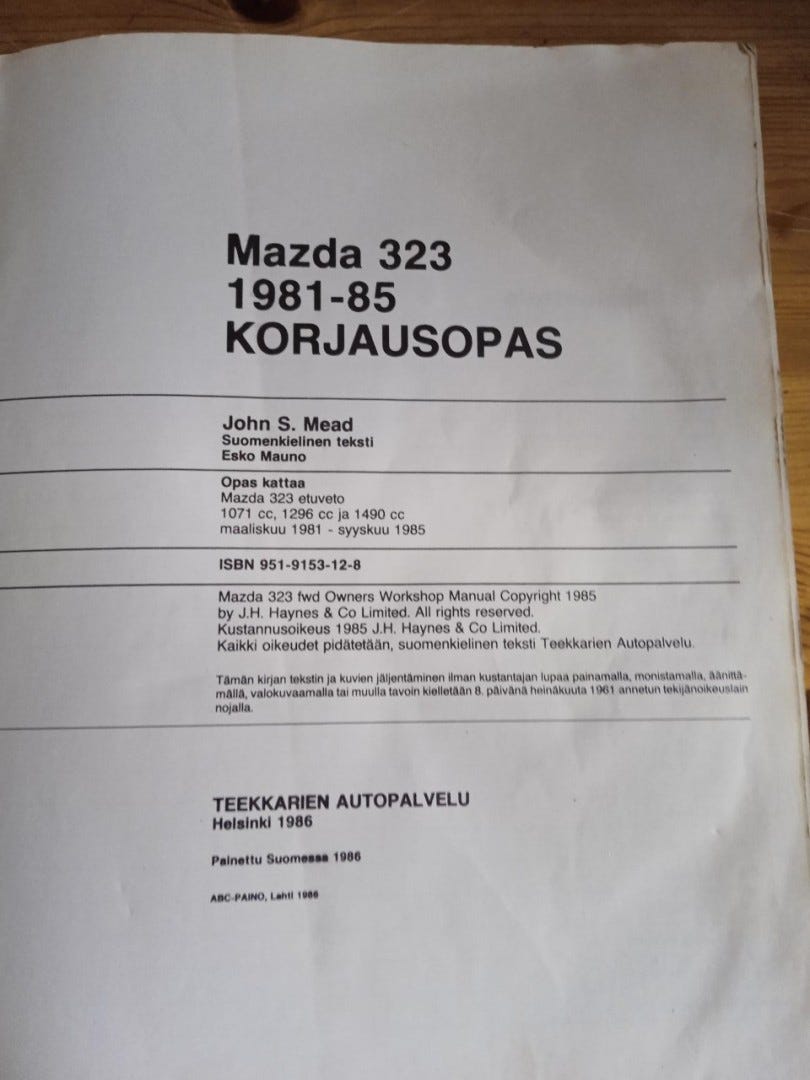 Mazda 323
1981-85
KORJAUSOPAS
John S. Mead
Suomenkielinen teksti
Esko Mauno
Opas kattaa
Mazda 323 etuveto
1071 cc, 1296 cc ja 1490 cc
maaliskuu 1981 - syyskuu 1985
ISBN 951-9153-12-8
Mazda 323 fwd Owners Workshop Manual Copyright 1985
by J.H. Haynes & Co Limited. All rights reserved.
Kustannusoikeus 1985 J.H. Haynes & Co Limited.
Kaikki oikeudet pidätetään, suomenkielinen teksti Teekkarien Autopalvelu.
Tämän kirjan tekstin ja kuvien jäljentäminen ilman kustantajan lupaa painamalla, monistamalla, äänittä-
mällä, valokuvaamalla tai muulla tavoin kielletään 8. päivänä heinäkuuta 1961 annetun tekijänoikeuslain
nojalla.
TEEKKARIEN AUTOPALVELU
Helsinki 1986
Painettu Suomessa 1986
ABC-PAINO, Lahti 1986